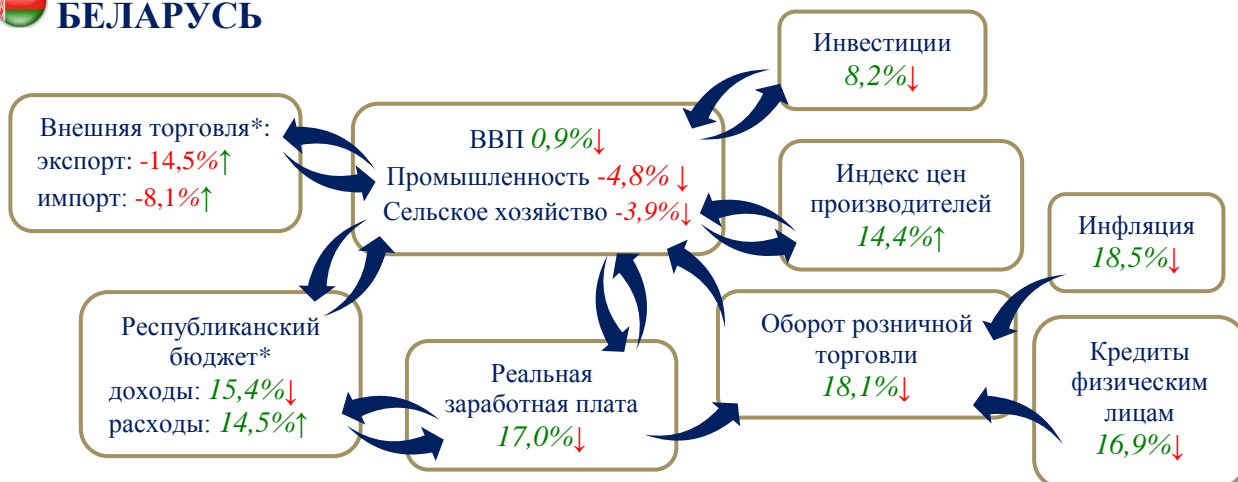 БЕЛАРУСЬ
Инвестиции
8,2%↓
Внешняя торговля*:
экспорт: -14,5%↑
импорт: -8,1%↑
ВВП 0,9%↓
Промышленность -4,8% ↓
Сельское хозяйство -3,9%↓
Индекс цен
производителей
14,4%↑
Инфляция
18,5%↓
Республиканский
бюджет*
доходы: 15,4%↓
расходы: 14,5%↑
Реальная
заработная плата
17,0%↓
Оборот розничной
торговли
18,1%↓
Кредиты
физическим
лицам
16,9%↓